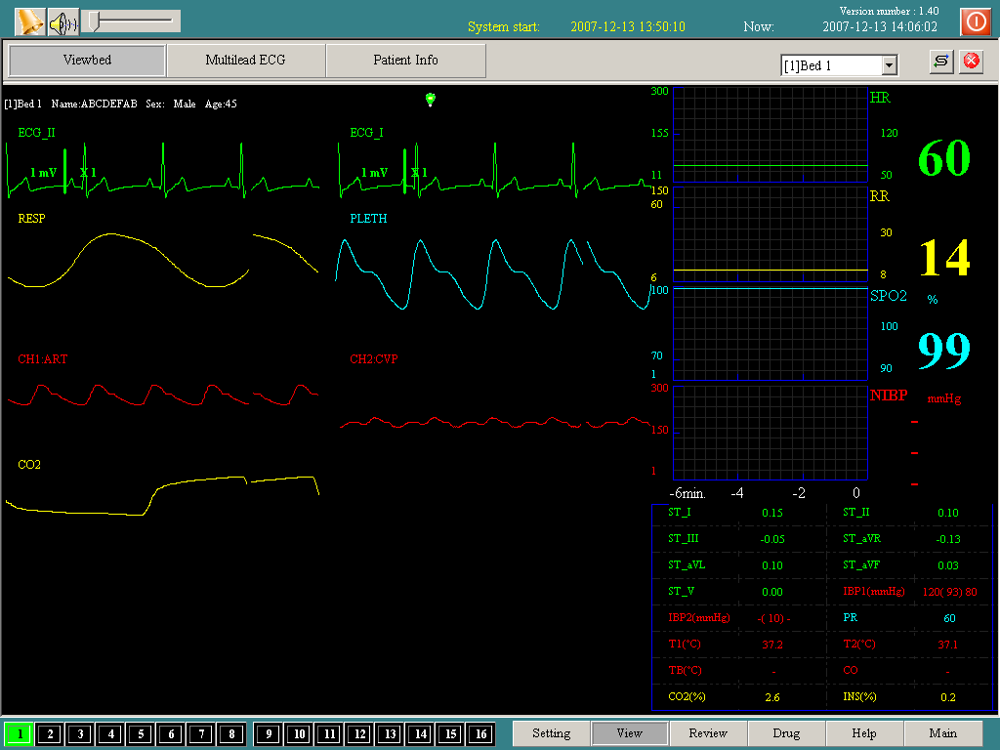 Version number : 1.40
System start: 2007-12-13 13:50:10 Now: 2007-12-13 14:06:02
Viewbed Multilead ECG Patient Info [1]Bed 1
[1]Bed 1 Name:ABCDEFAB Sex: Male Age:45
ECG_II
1 mV X 1
ECG_I
1 mV X 1
RESP
PLETH
CH1:ART
CH2:CVP
CO2
300
155
11
HR
120
50
60
150
60
6
RR
30
8
14
100
70
1
SPO2 %
100
90
99
300
150
1
NIBP mmHg
-
-
-
-6min. -4 -2 0
ST_I 0.15 ST_II 0.10
ST_III -0.05 ST_aVR -0.13
ST_aVL 0.10 ST_aVF 0.03
ST_V 0.00 IBP1(mmHg) 120( 93) 80
IBP2(mmHg) -( 10) - PR 60
T1(°C) 37.2 T2(°C) 37.1
TB(°C) - CO -
CO2(%) 2.6 INS(%) 0.2
1 2 3 4 5 6 7 8 9 10 11 12 13 14 15 16 Setting View Review Drug Help Main